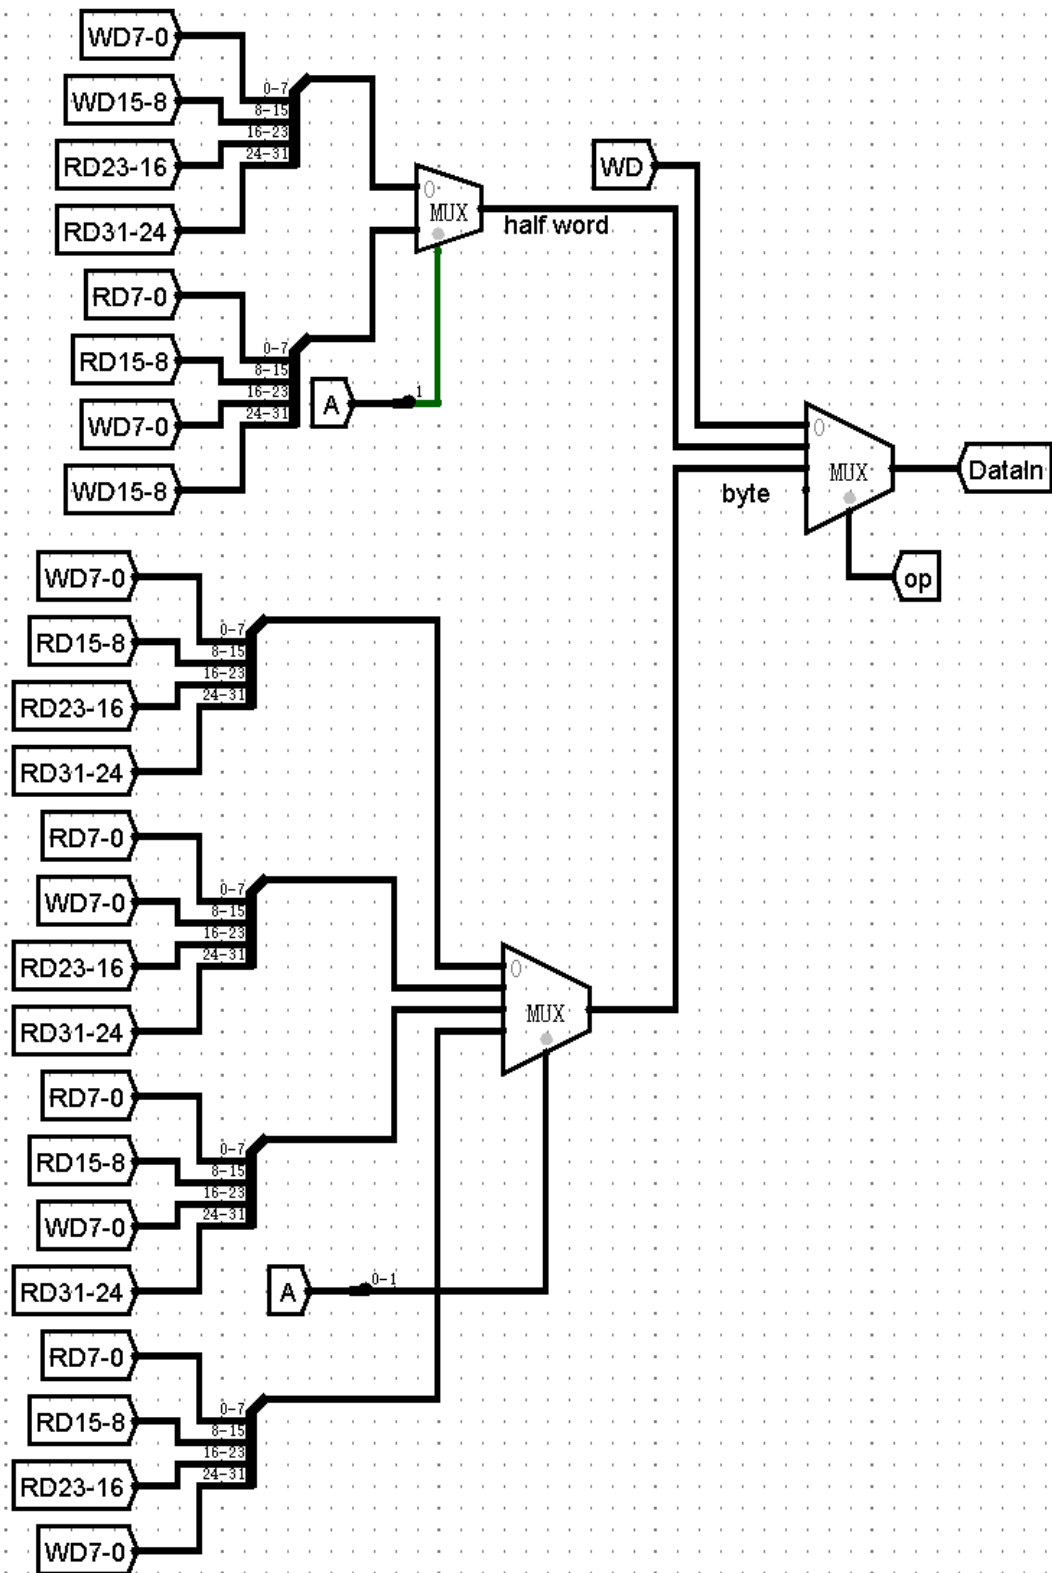 WD7-0
0-7
WD15-8
8-15
16-23
24-31
RD23-16
RD31-24
0
MUX
half word
WD
RD7-0
0-7
RD15-8
8-15
16-23
24-31
A
1
WD7-0
WD15-8
0
MUX
DataIn
byte
op
WD7-0
0-7
RD15-8
8-15
16-23
24-31
RD23-16
RD31-24
RD7-0
0-7
WD7-0
8-15
16-23
24-31
RD23-16
RD31-24
0
MUX
RD7-0
0-7
RD15-8
8-15
16-23
24-31
WD7-0
RD31-24
A
0-1
RD7-0
0-7
RD15-8
8-15
16-23
24-31
RD23-16
WD7-0